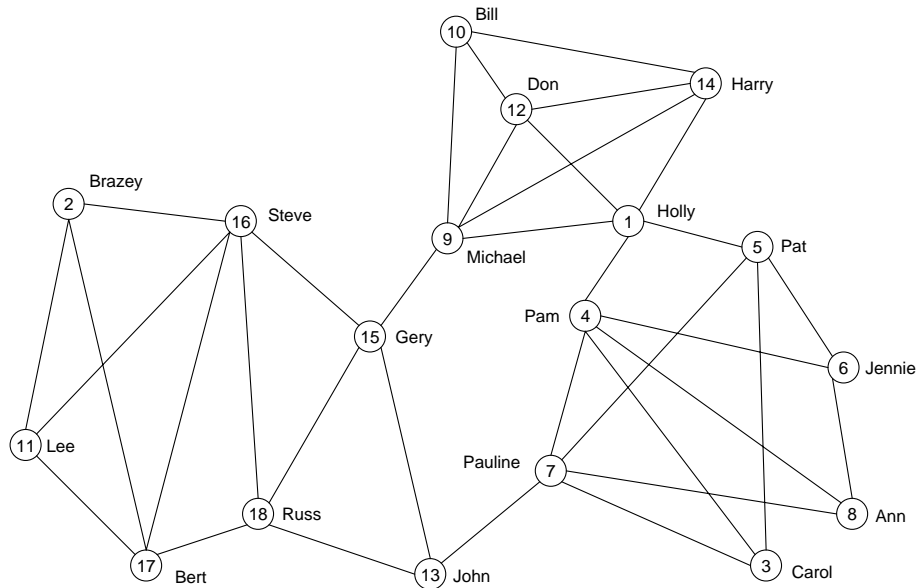 Bill
10
Don
14 Harry
12
Brazey
2
Steve
16
Holly
1
9
Michael
5 Pat
Pam 4
15 Gery
6 Jennie
11 Lee
Pauline
7
18 Russ
8 Ann
17
Bert
13 John
3 Carol